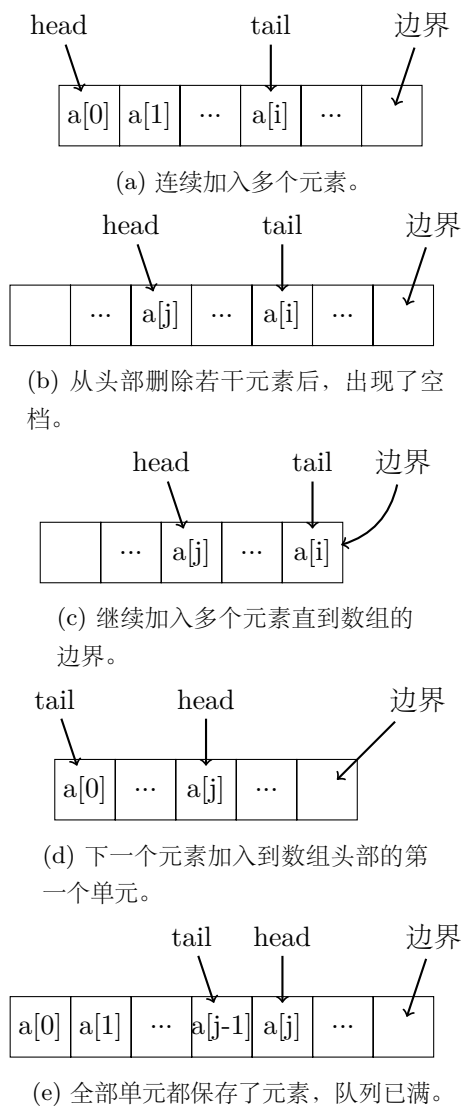 head tail 边界
a[0] a[1] ... a[i] ...
(a) 连续加入多个元素。
head tail 边界
... a[j] ... a[i] ...
(b) 从头部删除若干元素后，出现了空
档。
head tail 边界
... a[j] ... a[i]
(c) 继续加入多个元素直到数组的
边界。
tail head 边界
a[0] ... a[j] ...
(d) 下一个元素加入到数组头部的第
一个单元。
tail head 边界
a[0] a[1] ... a[j-1] a[j] ...
(e) 全部单元都保存了元素，队列已满。